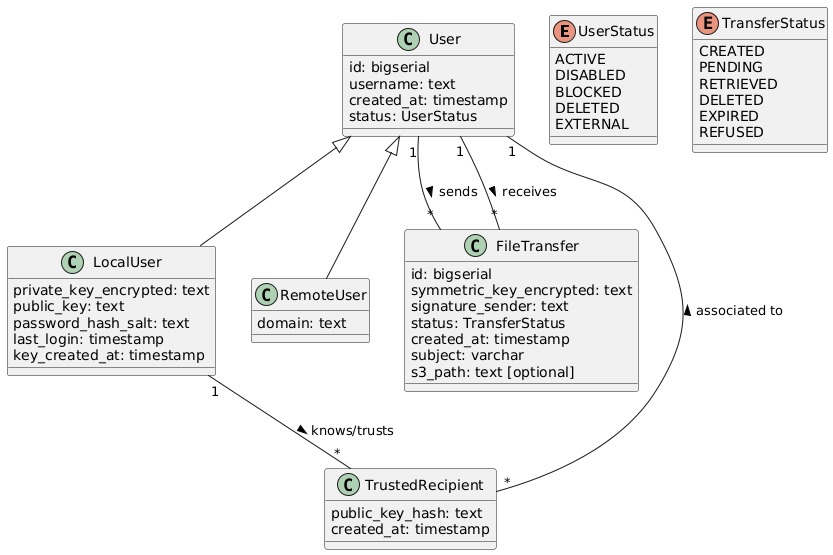 C User
id: bigserial
username: text
created_at: timestamp
status: UserStatus
E UserStatus
ACTIVE
DISABLED
BLOCKED
DELETED
EXTERNAL
E TransferStatus
CREATED
PENDING
RETRIEVED
DELETED
EXPIRED
REFUSED
1
1
1
sends
receives
*
*
C LocalUser
private_key_encrypted: text
public_key: text
password_hash_salt: text
last_login: timestamp
key_created_at: timestamp
C RemoteUser
domain: text
C FileTransfer
id: bigserial
symmetric_key_encrypted: text
signature_sender: text
status: TransferStatus
created_at: timestamp
subject: varchar
s3_path: text [optional]
associated to
1
knows/trusts
*
*
C TrustedRecipient
public_key_hash: text
created_at: timestamp